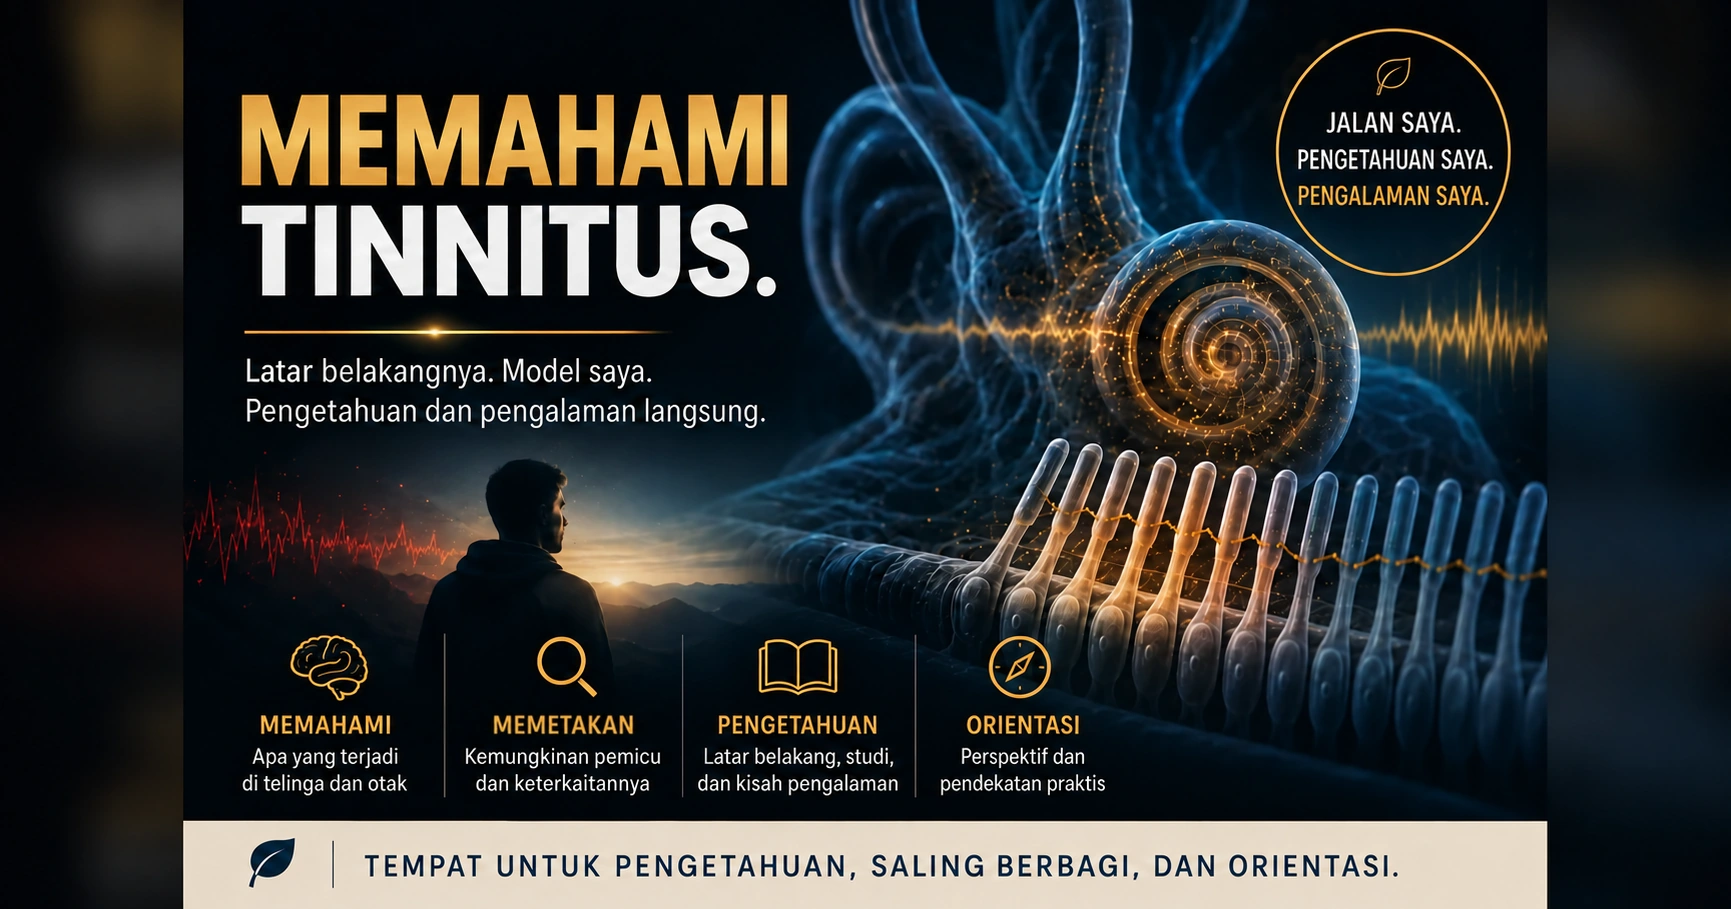 MEMAHAMI
TINNITUS.
Latar belakangnya. Model saya.
Pengetahuan dan pengalaman langsung.
JALAN SAYA.
PENGETAHUAN SAYA.
PENGALAMAN SAYA.
MEMAHAMI
Apa yang terjadi
di telinga dan otak
MEMETAKAN
Kemungkinan pemicu
dan keterkaitannya
PENGETAHUAN
Latar belakang, studi,
dan kisah pengalaman
ORIENTASI
Perspektif dan
pendekatan praktis
TEMPAT UNTUK PENGETAHUAN, SALING BERBAGI, DAN ORIENTASI.